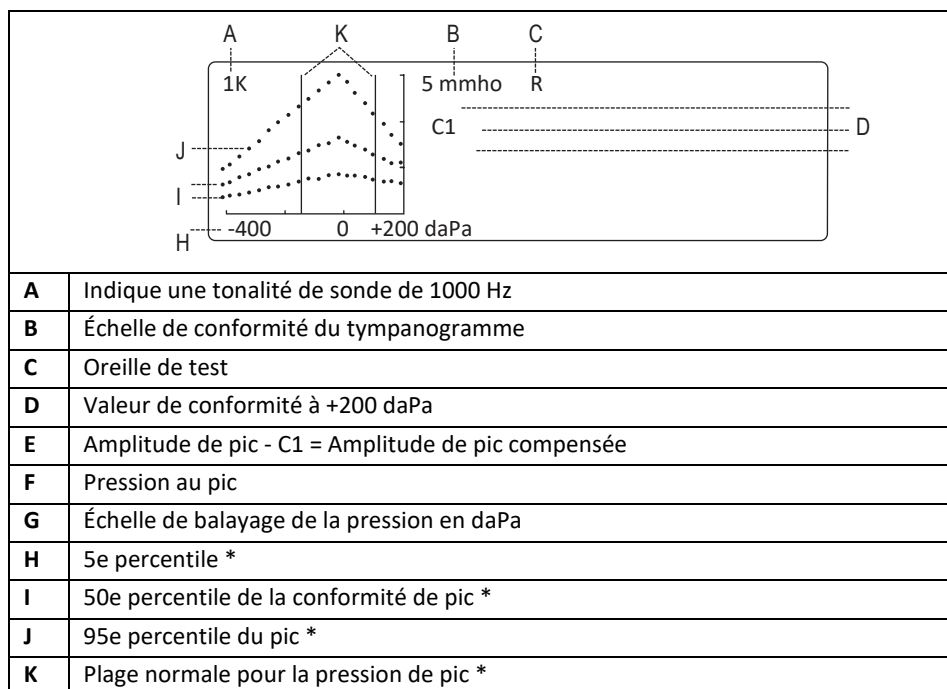 A K B C
1K 5 mmho R
C1 D
J
I
-400 0 +200 daPa
H
A Indique une tonalité de sonde de 1000 Hz
B Échelle de conformité du tympanogramme
C Oreille de test
D Valeur de conformité à +200 daPa
E Amplitude de pic - C1 = Amplitude de pic compensée
F Pression au pic
G Échelle de balayage de la pression en daPa
H 5e percentile *
I 50e percentile de la conformité de pic *
J 95e percentile du pic *
K Plage normale pour la pression de pic *